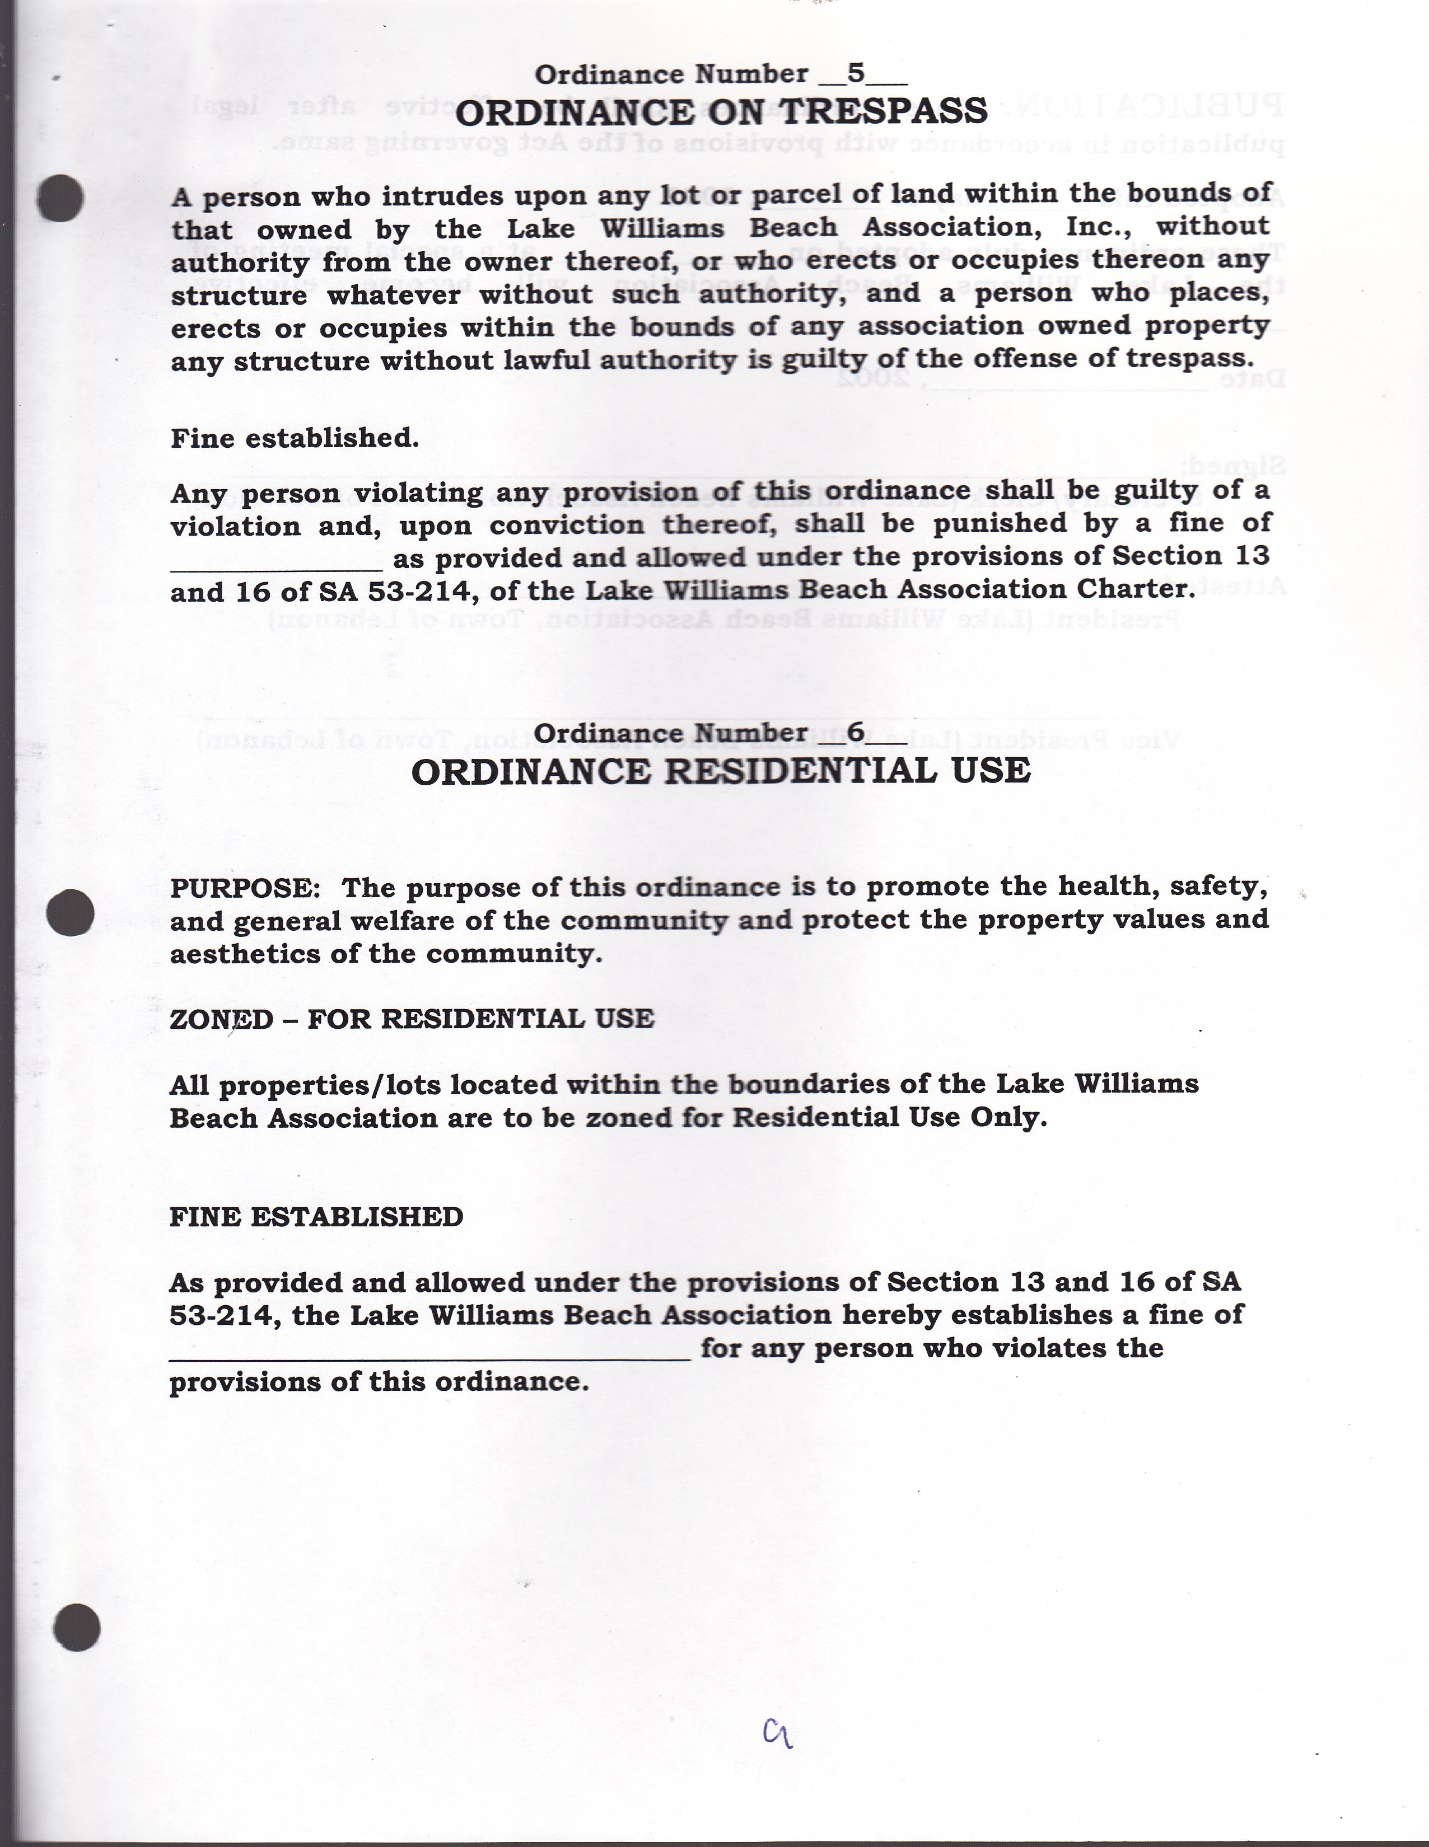 Ordinance Number __5___
ORDINANCE ON TRESPASS
A person who intrudes upon any lot or parcel of land within the bounds of
that owned by the Lake Williams Beach Association, Inc., without
authority from the owner thereof, or who erects or occupies thereon any
structure whatever without such authority, and a person who places,
erects or occupies within the bounds of any association owned property
any structure without lawful authority is guilty of the offense of trespass.
Fine established.
Any person violating any provision of this ordinance shall be guilty of a
violation and, upon conviction thereof, shall be punished by a fine of
______________ as provided and allowed under the provisions of Section 13
and 16 of SA 53-214, of the Lake Williams Beach Association Charter.
Ordinance Number __6___
ORDINANCE RESIDENTIAL USE
PURPOSE: The purpose of this ordinance is to promote the health, safety,
and general welfare of the community and protect the property values and
aesthetics of the community.
ZONED – FOR RESIDENTIAL USE
All properties/lots located within the boundaries of the Lake Williams
Beach Association are to be zoned for Residential Use Only.
FINE ESTABLISHED
As provided and allowed under the provisions of Section 13 and 16 of SA
53-214, the Lake Williams Beach Association hereby establishes a fine of
____________________________________ for any person who violates the
provisions of this ordinance.